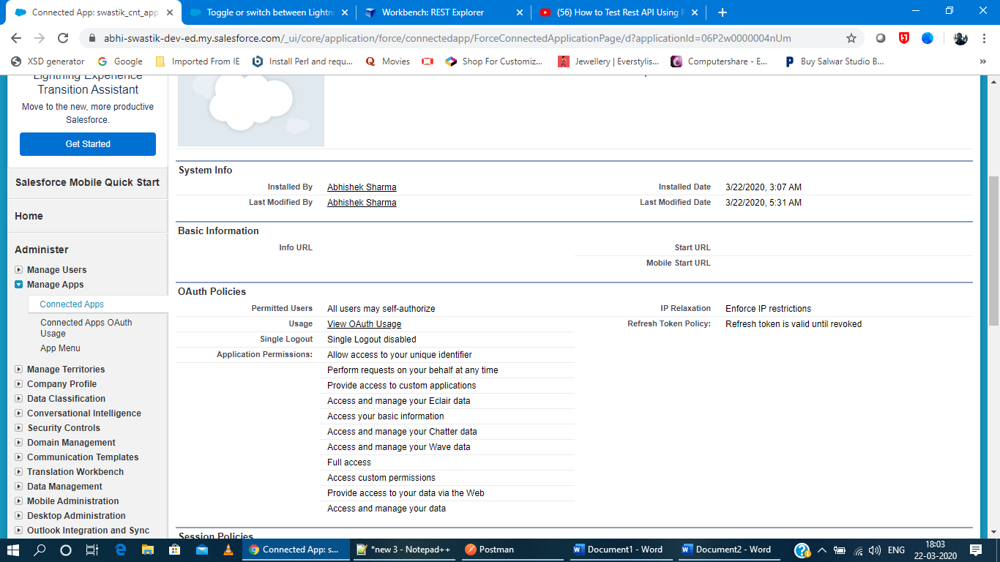 Connected App: swastik_cnt_app
Toggle or switch between Lightni
Workbench: REST Explorer
(56) How to Test Rest API Using P
abhi-swastik-dev-ed.my.salesforce.com/_ui/core/application/force/connectedapp/ForceConnectedApplicationPage/d?applicationId=06P2w0000004nUm
XSD generator
Google
Imported From IE
Install Perl and requ...
Movies
Shop For Customiz...
Jewellery | Everstylis...
Computershare - E...
Buy Salwar Studio B...
»
Lightning Experience
Transition Assistant
Move to the new, more productive
Salesforce.
Get Started
Salesforce Mobile Quick Start
Home
Administer
Manage Users
Manage Apps
Connected Apps
Connected Apps OAuth
Usage
App Menu
Manage Territories
Company Profile
Data Classification
Conversational Intelligence
Security Controls
Domain Management
Communication Templates
Translation Workbench
Data Management
Mobile Administration
Desktop Administration
Outlook Integration and Sync
System Info
Installed By Abhishek Sharma Installed Date 3/22/2020, 3:07 AM
Last Modified By Abhishek Sharma Last Modified Date 3/22/2020, 5:31 AM
Basic Information
Info URL Start URL
Mobile Start URL
OAuth Policies
Permitted Users All users may self-authorize IP Relaxation Enforce IP restrictions
Usage View OAuth Usage Refresh Token Policy: Refresh token is valid until revoked
Single Logout Single Logout disabled
Application Permissions: Allow access to your unique identifier
Perform requests on your behalf at any time
Provide access to custom applications
Access and manage your Eclair data
Access your basic information
Access and manage your Chatter data
Access and manage your Wave data
Full access
Access custom permissions
Provide access to your data via the Web
Access and manage your data
Session Policies
Connected App: s...
*new 3 - Notepad++
Postman
Document1 - Word
Document2 - Word
ENG
18:03
22-03-2020